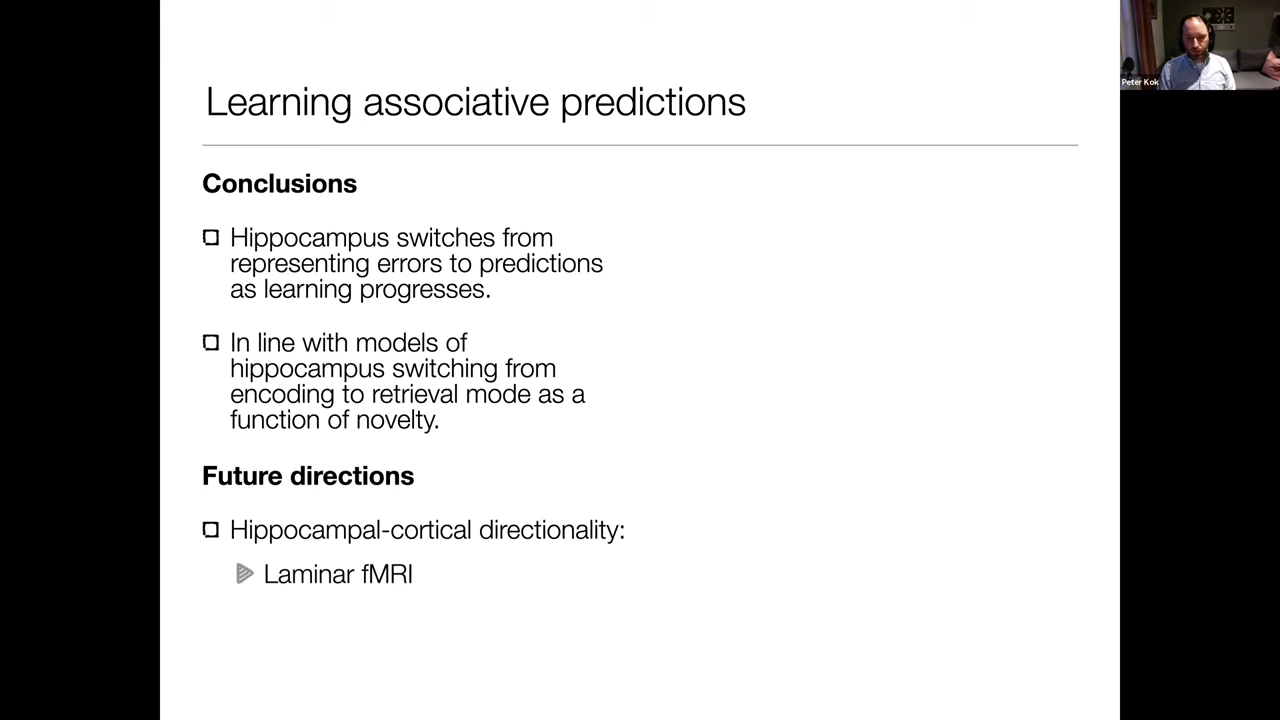 Peter Kok
Learning associative predictions
Conclusions
Hippocampus switches from
representing errors to predictions
as learning progresses.
In line with models of
hippocampus switching from
encoding to retrieval mode as a
function of novelty.
Future directions
Hippocampal-cortical directionality:
Laminar fMRI